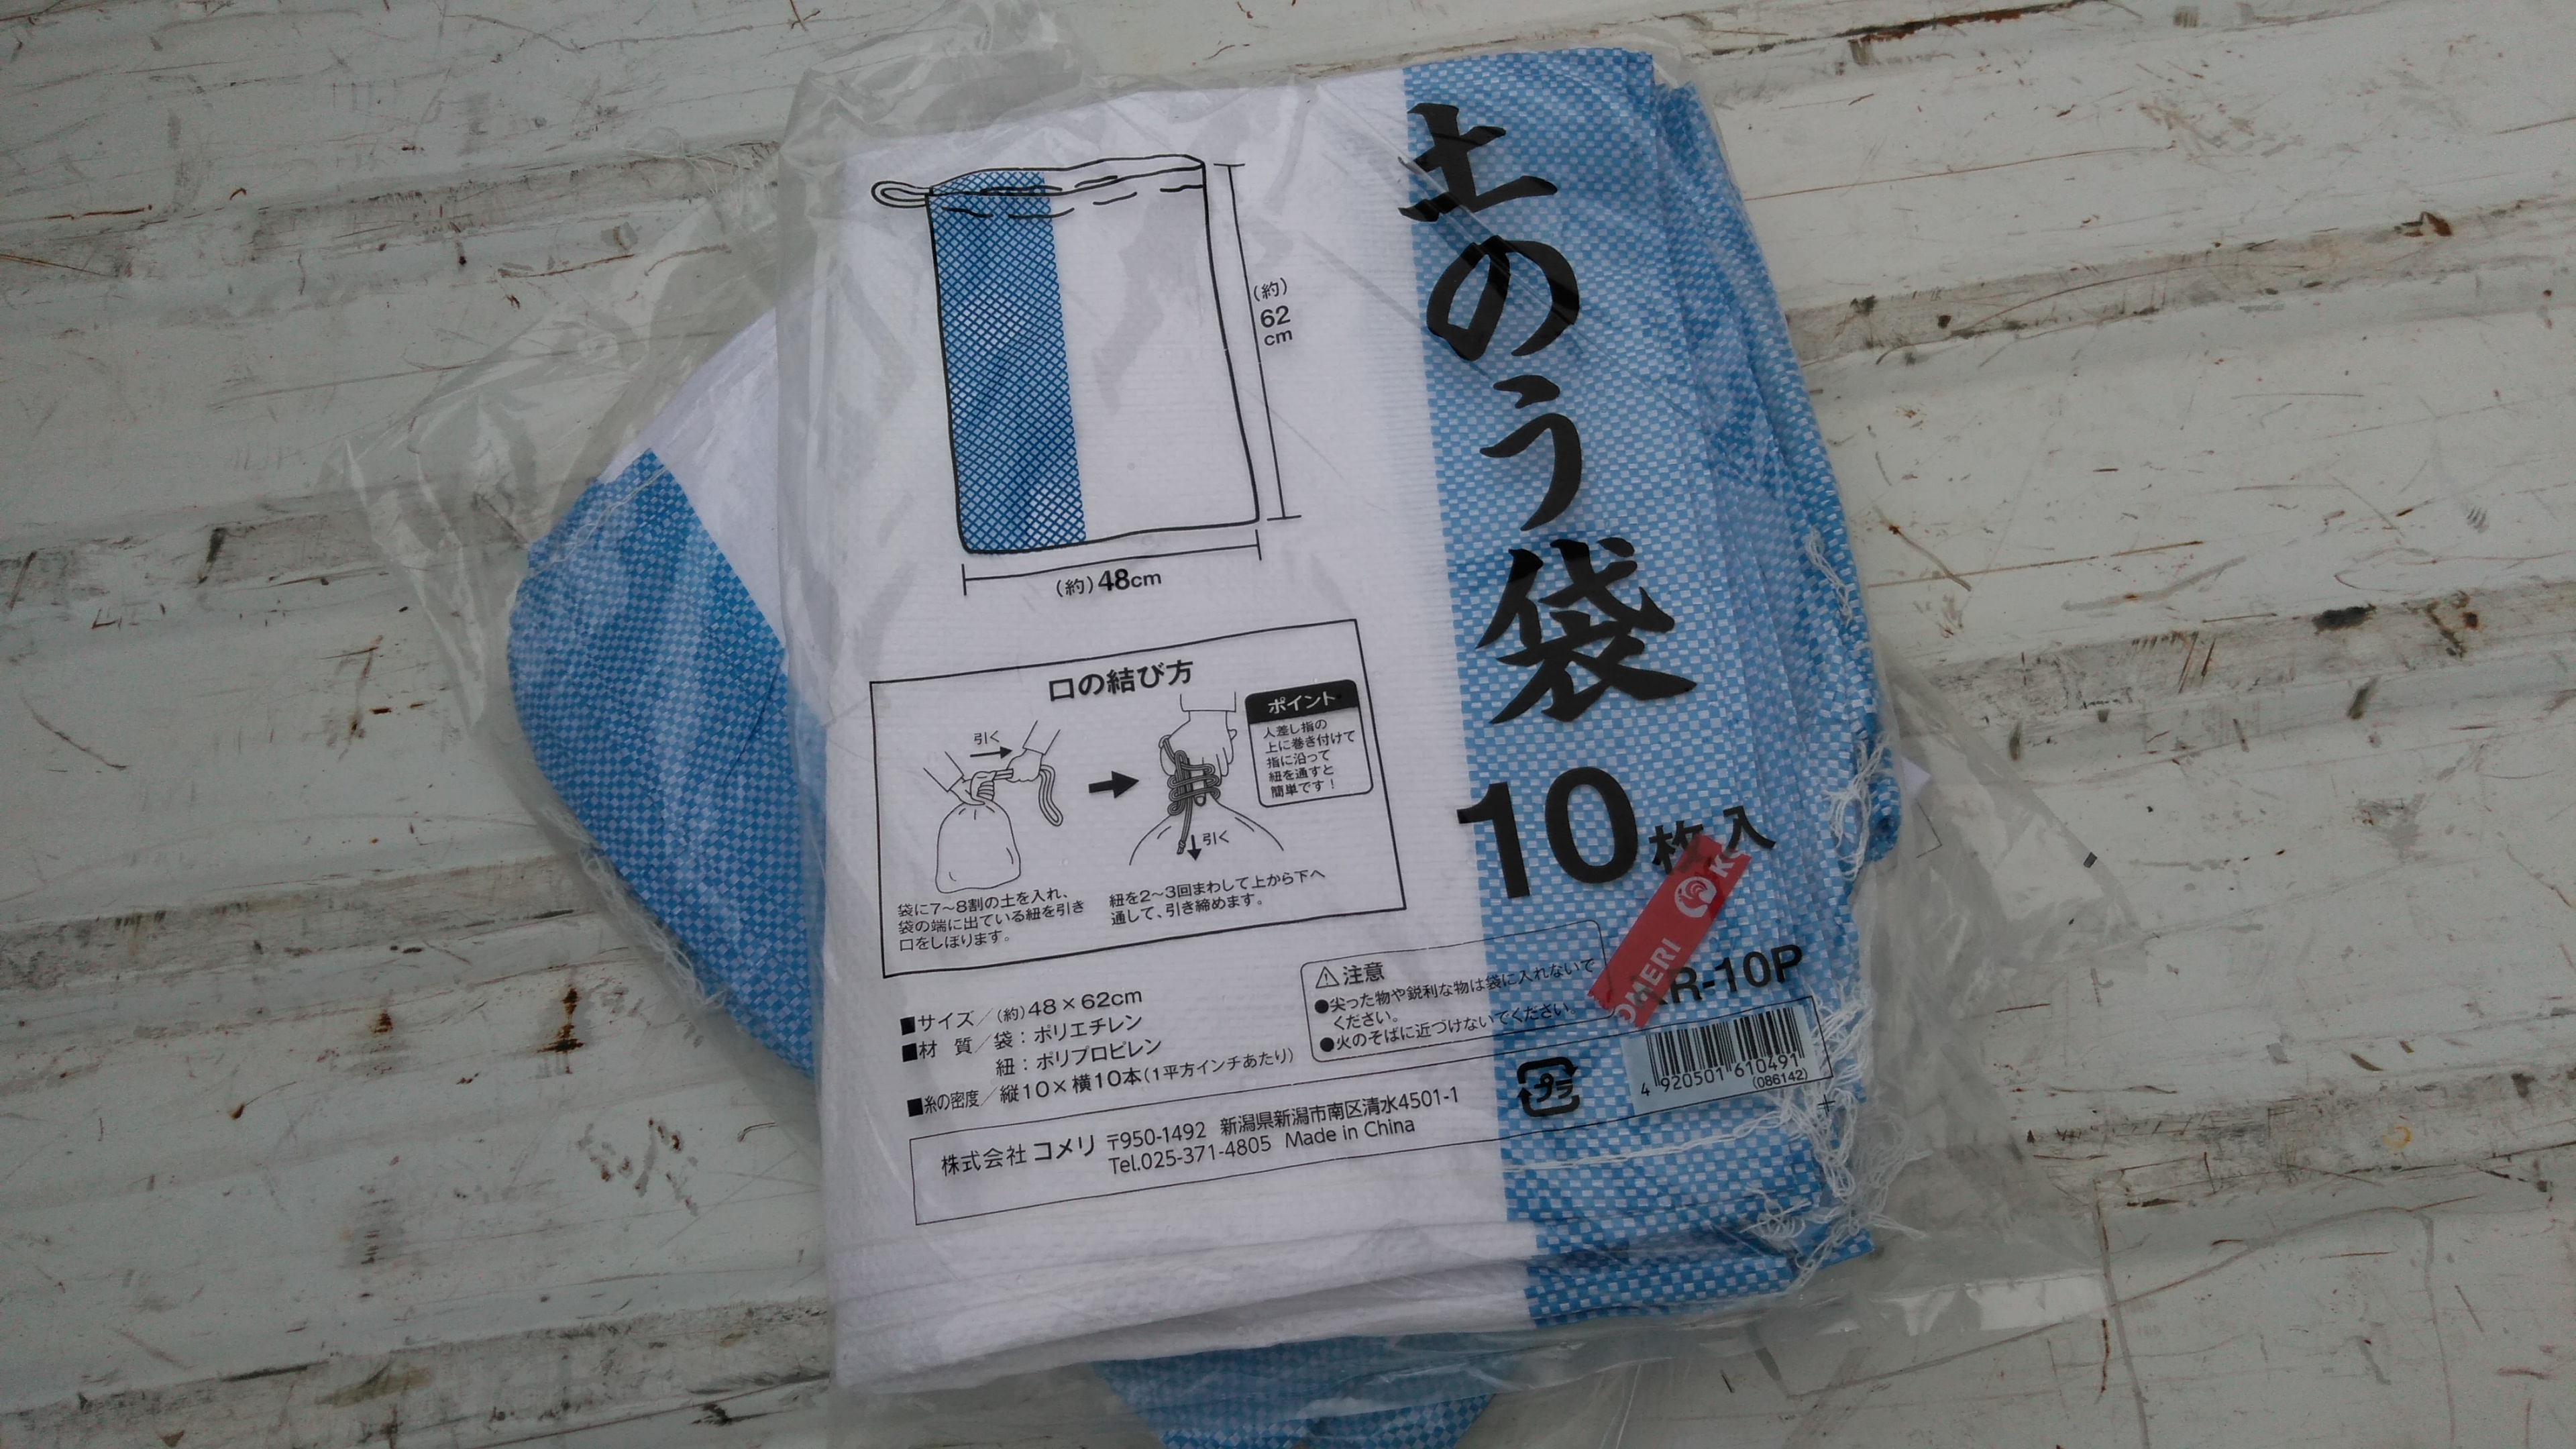 土のう袋
10枚入
R-10P
(約)
62
cm
(約)48cm
口の結び方
引く
引く
ポイント
人差し指の
上に巻き付けて
指に沿って
紐を通すと
簡単です!
袋に7〜8割の土を入れ、
袋の端に出ている紐を引き
口をしぼります。
紐を2〜3回まわして上から下へ
通して、引き締めます。
■サイズ/(約)48×62cm
■材 質/袋:ポリエチレン
紐:ポリプロピレン
■糸の密度/縦10×横10本(1平方インチあたり)
⚠注意
●尖った物や鋭利な物は袋に入れないで
ください。
●火のそばに近づけないでください。
株式会社 コメリ 〒950-1492 新潟県新潟市南区清水4501-1
Tel.025-371-4805 Made in China
プラ
4 920501 610491
(086142)
OMERI
K